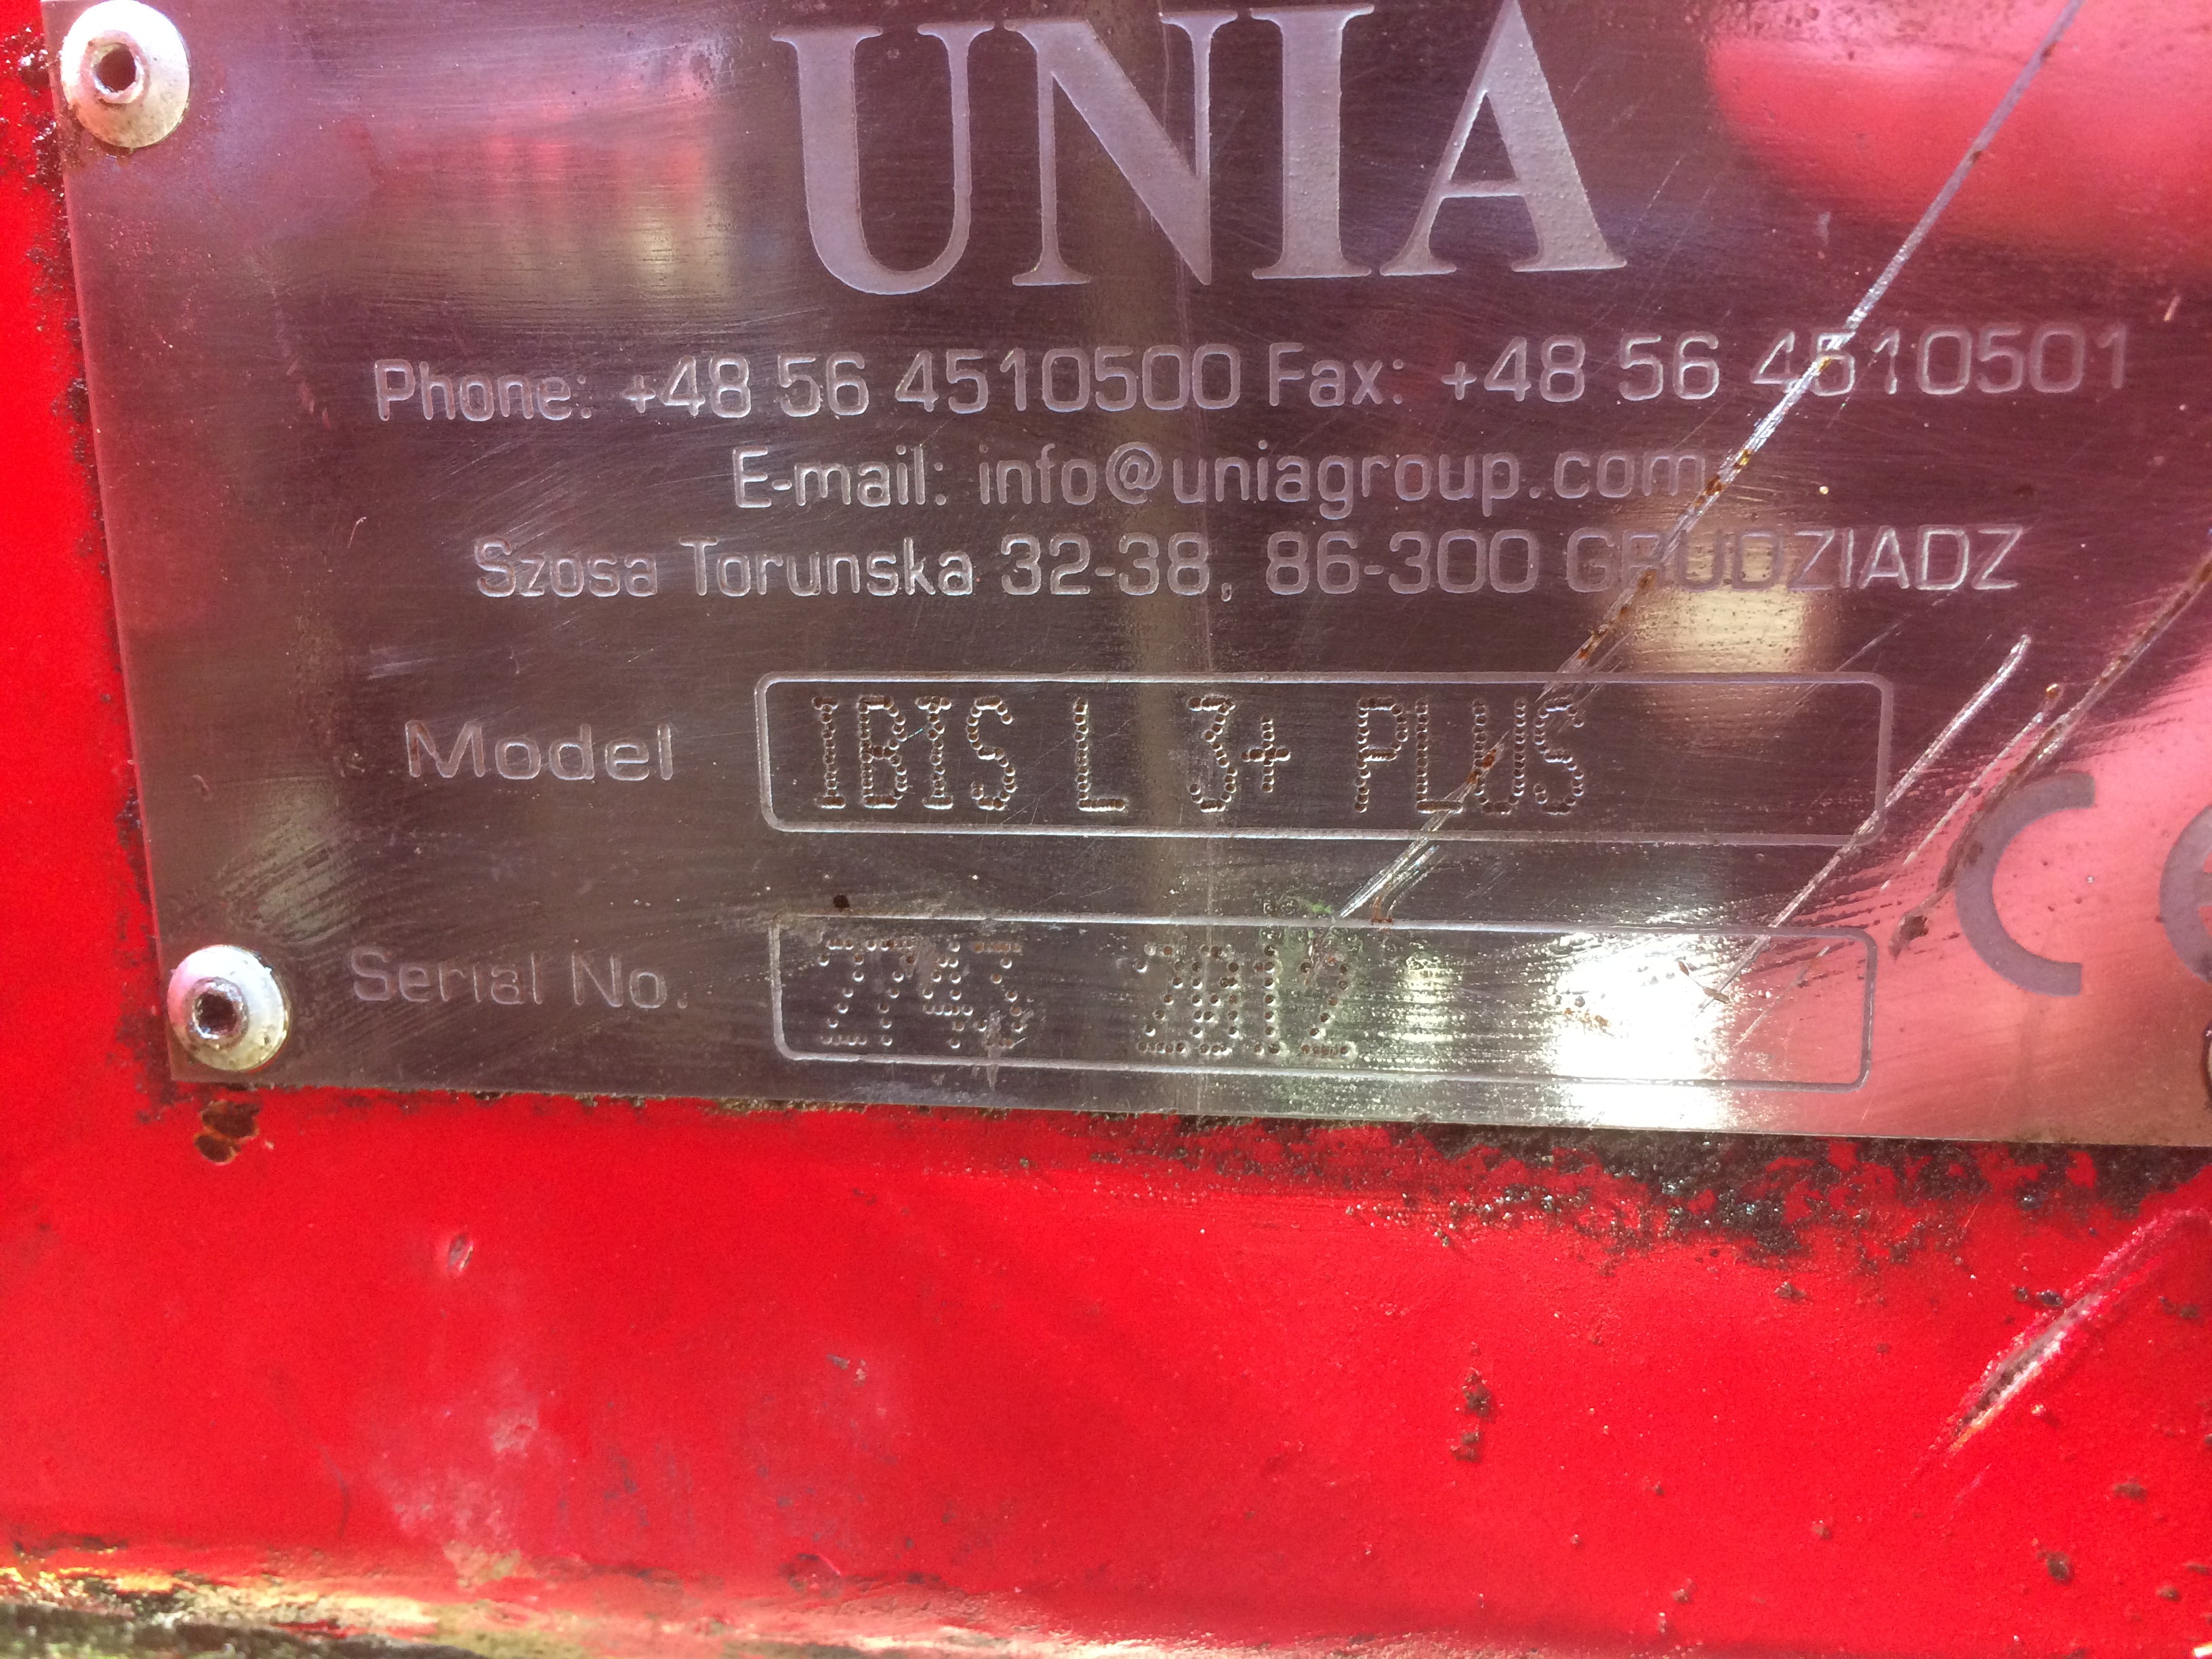 UNIA
Phone: +48 56 4510500 Fax: +48 56 4510501
E-mail: info@uniagroup.com
Szosa Torunska 32-38, 86-300 GRUDZIADZ
Model IBIS L 3+ PLUS
CE
Serial No. 2012